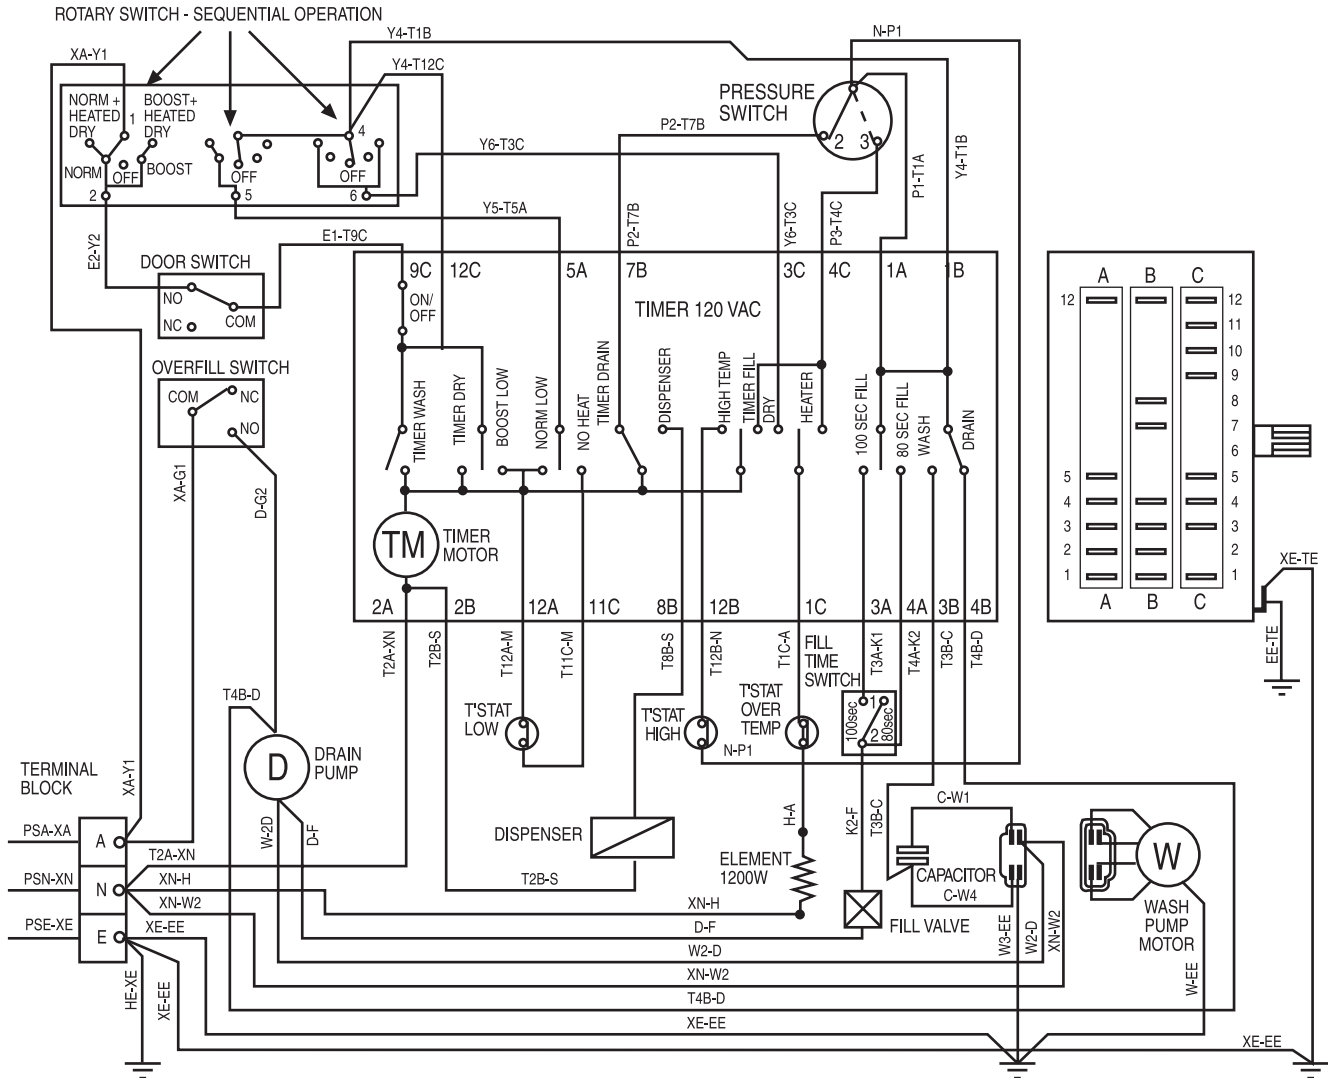 ROTARY SWITCH - SEQUENTIAL OPERATION
XA-Y1
Y4-T1B
N-P1
Y4-T12C
NORM +
HEATED
DRY
1
BOOST+
HEATED
DRY
4
NORM
OFF
BOOST
OFF
OFF
2
5
6
PRESSURE
SWITCH
2
3
P2-T7B
Y6-T3C
Y5-T5A
P2-T7B
Y6-T3C
P3-T4C
P1-T1A
Y4-T1B
E2-Y2
E1-T9C
DOOR SWITCH
NO
NC
COM
OVERFILL SWITCH
COM
NC
NO
XA-G1
D-G2
9C
12C
5A
7B
3C
4C
1A
1B
ON/
OFF
TIMER 120 VAC
TIMER WASH
TIMER DRY
BOOST LOW
NORM LOW
NO HEAT
TIMER DRAIN
DISPENSER
HIGH TEMP
TIMER FILL
DRY
HEATER
100 SEC FILL
80 SEC FILL
WASH
DRAIN
TM
TIMER
MOTOR
2A
2B
12A
11C
8B
12B
1C
3A
4A
3B
4B
A
B
C
12
12
11
10
9
8
7
6
5
5
4
4
3
3
2
2
1
1
A
B
C
XE-TE
EE-TE
T2A-XN
T2B-S
T12A-M
T11C-M
T8B-S
T12B-N
T1C-A
FILL
TIME
SWITCH
T3A-K1
T4A-K2
T3B-C
T4B-D
T4B-D
T'STAT
LOW
T'STAT
HIGH
T'STAT
OVER
TEMP
100sec
1
2
80sec
N-P1
D
DRAIN
PUMP
TERMINAL
BLOCK
XA-Y1
W-2D
D-F
H-A
K2-F
T3B-C
C-W1
CAPACITOR
C-W4
DISPENSER
ELEMENT
1200W
W
WASH
PUMP
MOTOR
PSA-XA
A
T2A-XN
T2B-S
PSN-XN
N
XN-H
XN-H
XN-W2
PSE-XE
E
XE-EE
D-F
FILL VALVE
W2-D
XN-W2
T4B-D
XE-EE
W3-EE
W2-D
XN-W2
W-EE
HE-XE
XE-EE
XE-EE